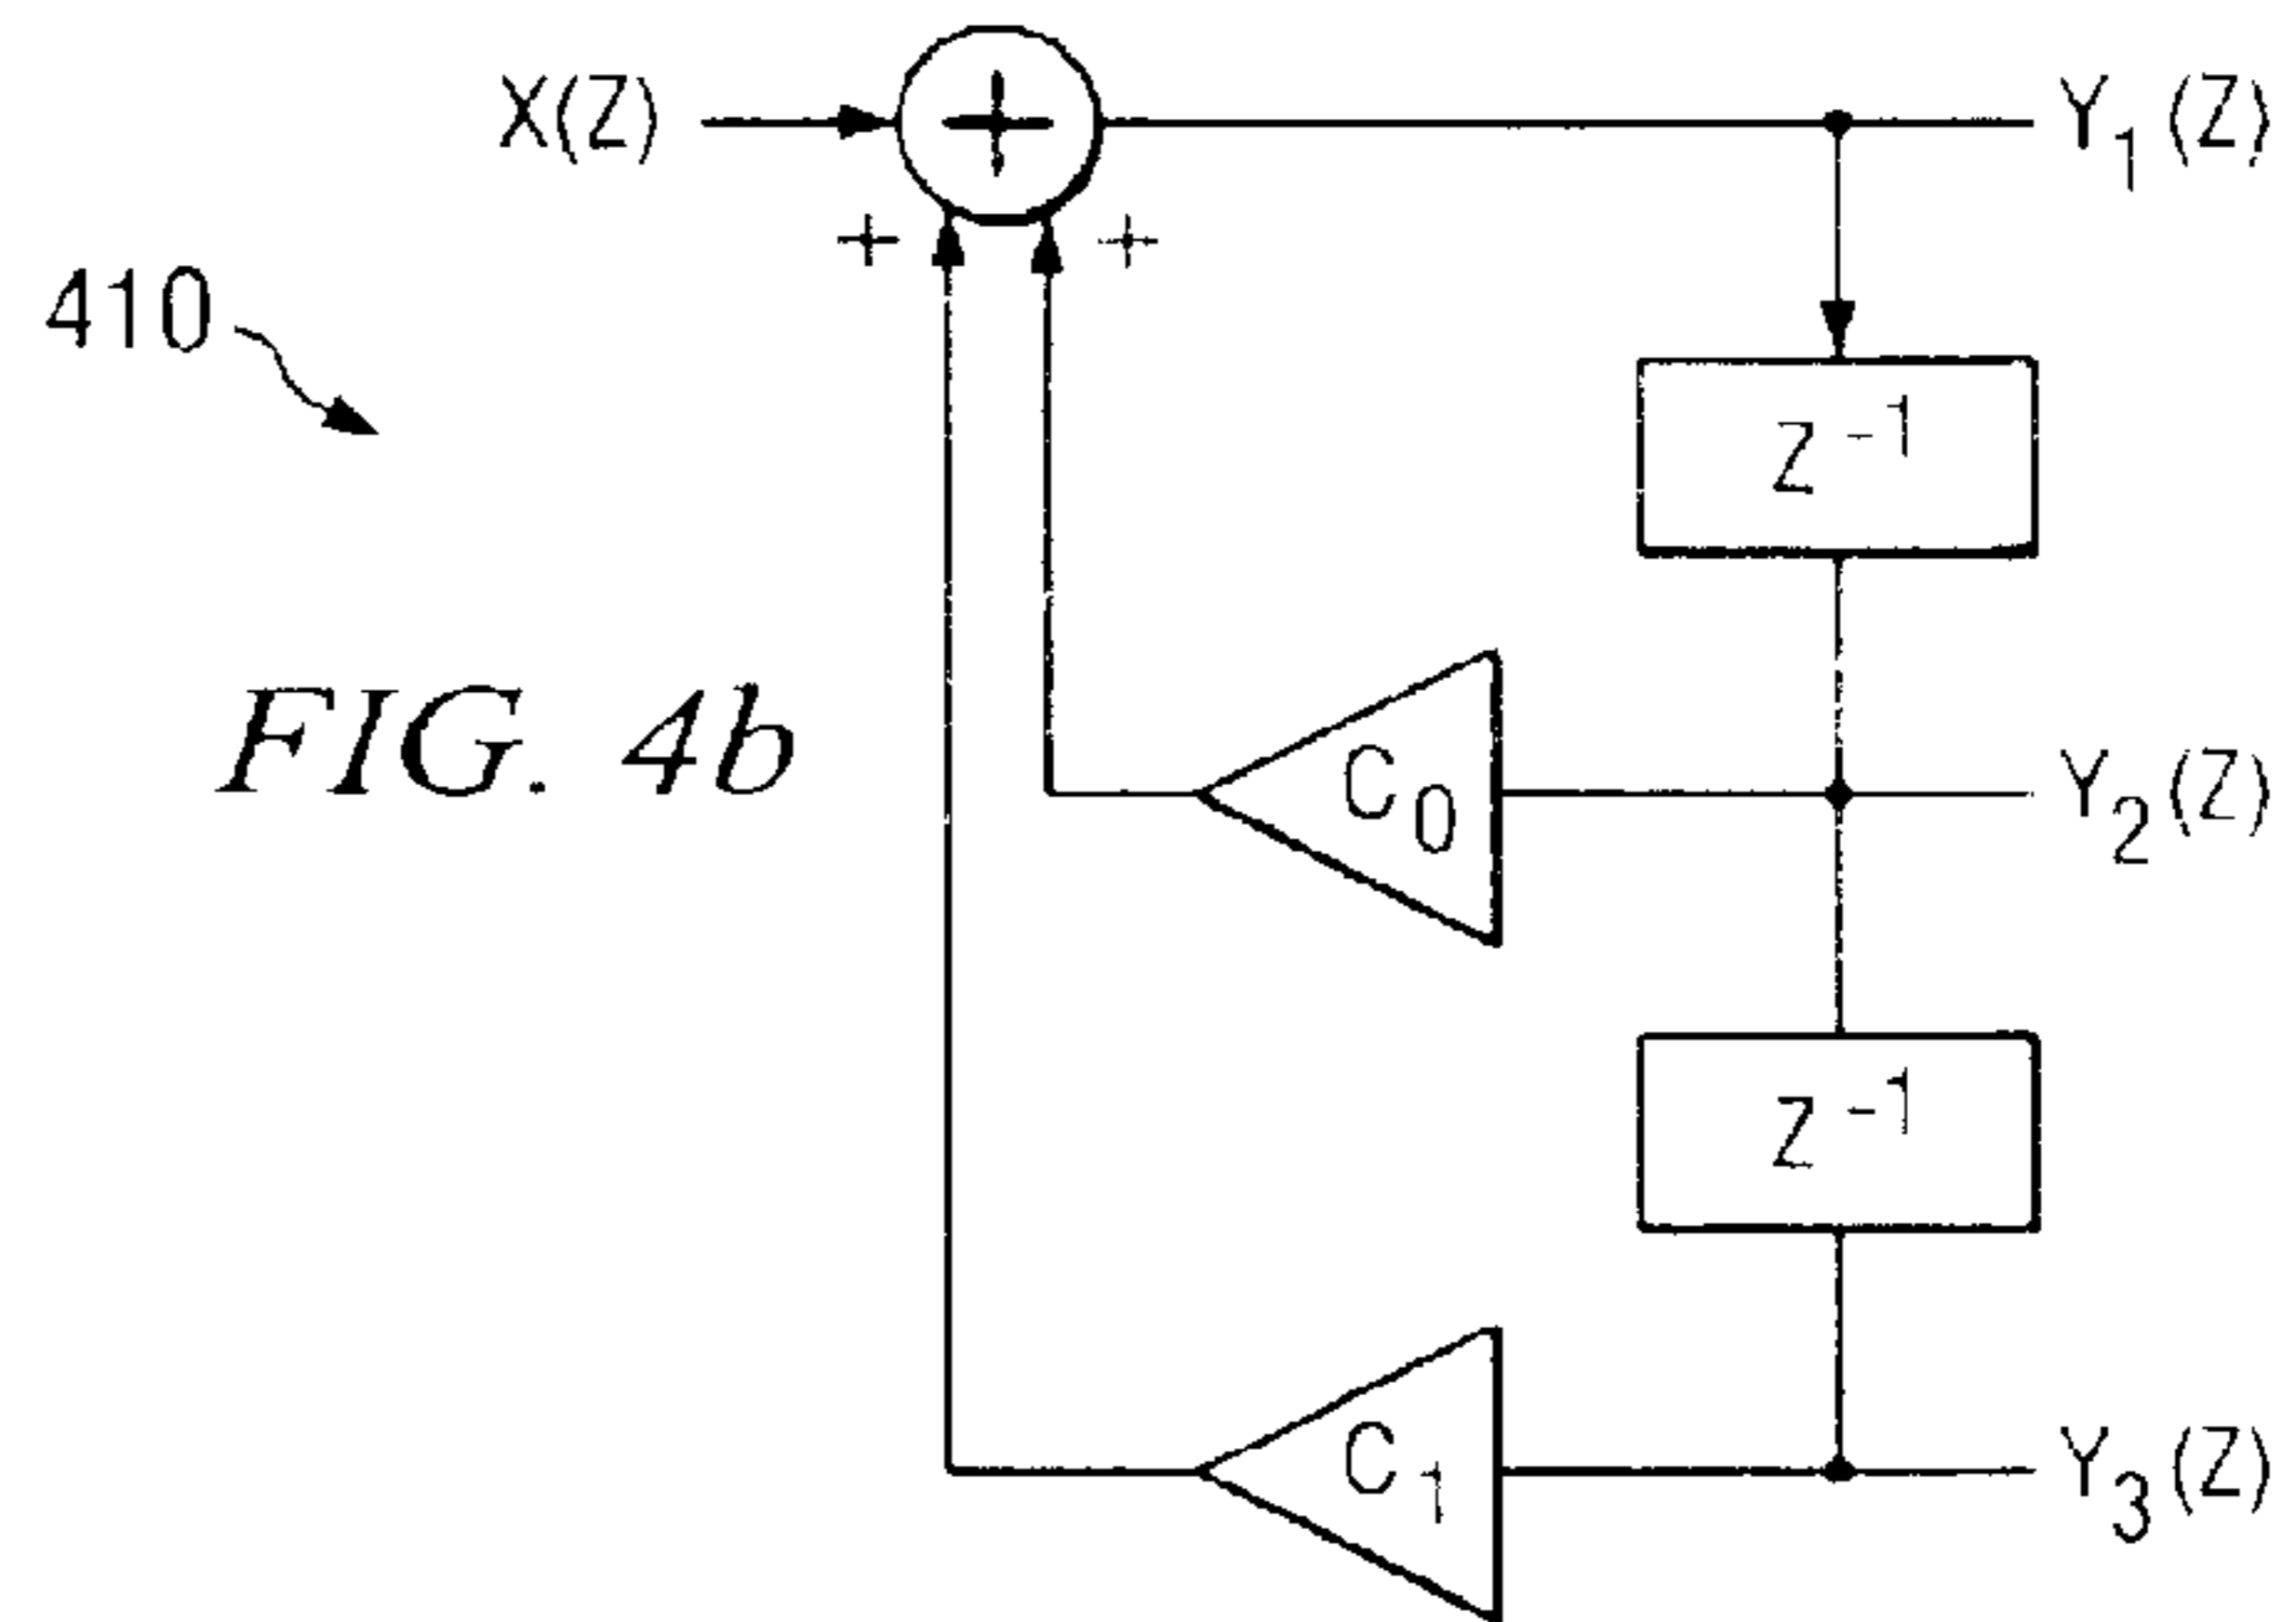 X(Z)
+
Y₁(Z)
+
+
410
Z⁻¹
FIG. 4b
C₀
Y₂(Z)
Z⁻¹
C₁
Y₃(Z)